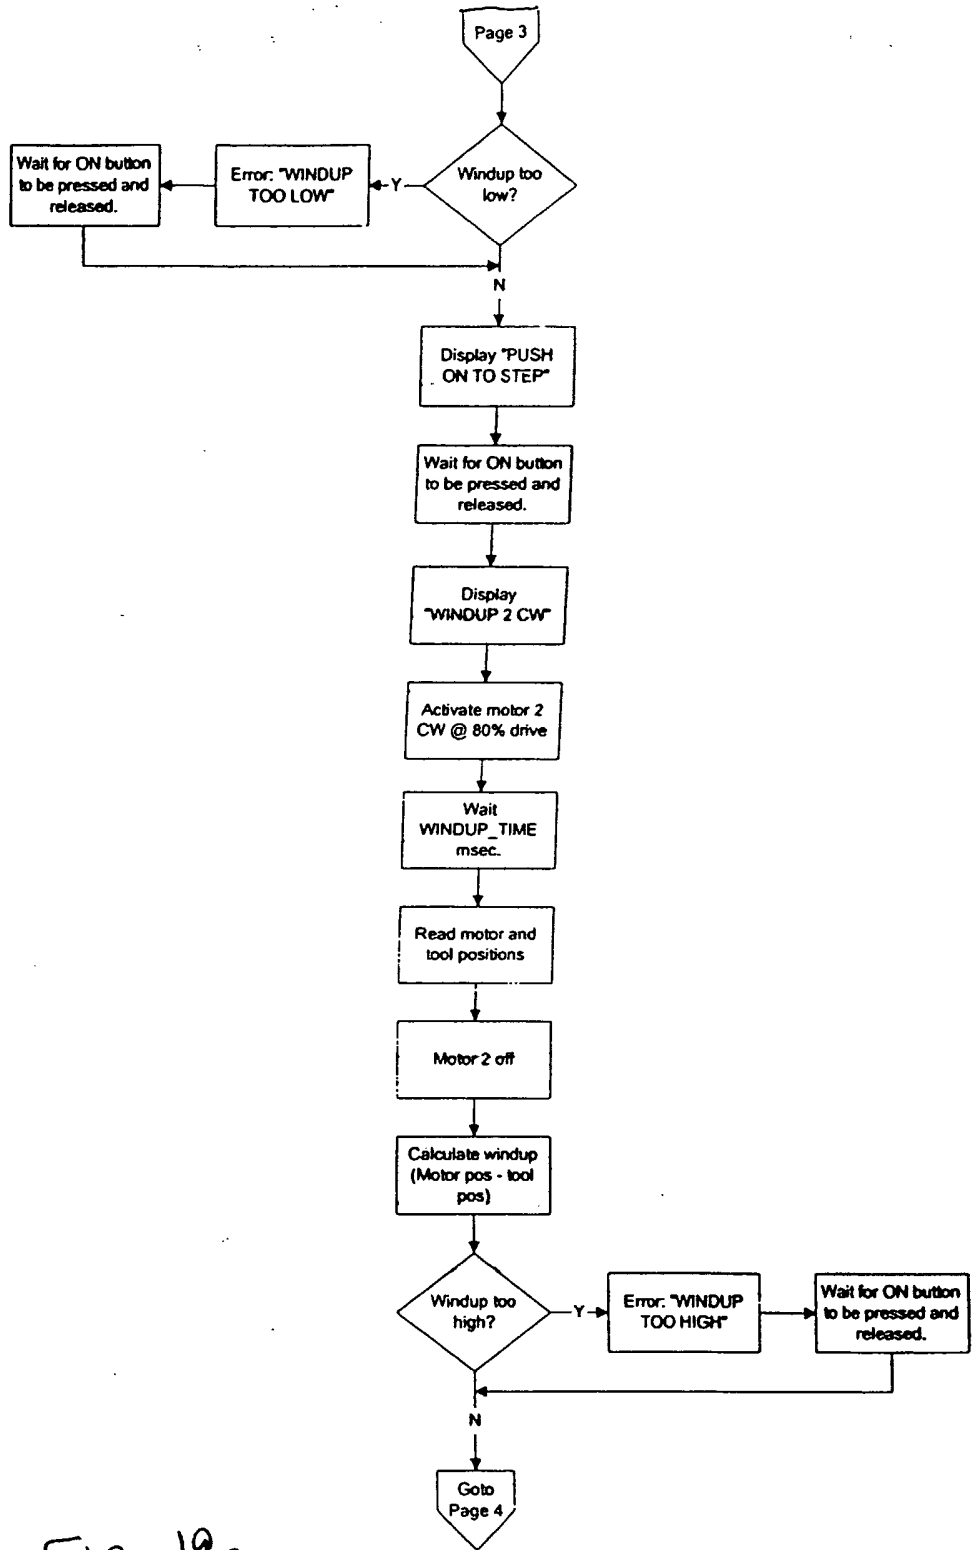 Page 3
Windup too
low?
Y
Error: "WINDUP
TOO LOW"
Wait for ON button
to be pressed and
released.
N
Display "PUSH
ON TO STEP"
Wait for ON button
to be pressed and
released.
Display
"WINDUP 2 CW"
Activate motor 2
CW @ 80% drive
Wait
WINDUP_TIME
msec.
Read motor and
tool positions
Motor 2 off
Calculate windup
(Motor pos - tool
pos)
Windup too
high?
Y
Error: "WINDUP
TOO HIGH"
Wait for ON button
to be pressed and
released.
N
Goto
Page 4